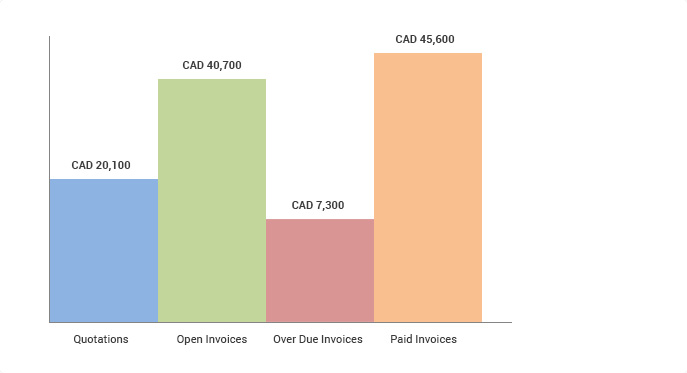 CAD 45,600
CAD 40,700
CAD 20,100
CAD 7,300
Quotations
Open Invoices
Over Due Invoices
Paid Invoices